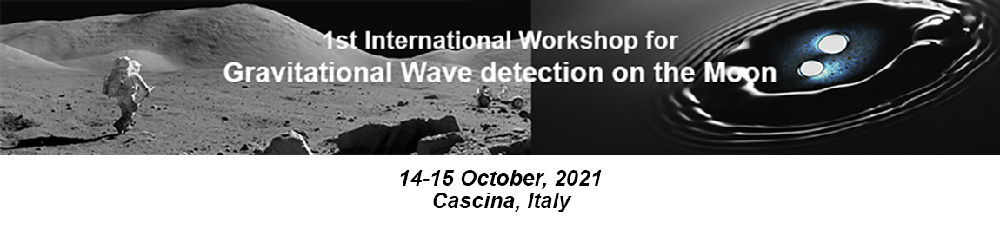 1st International Workshop for
Gravitational Wave detection on the Moon
14-15 October, 2021
Cascina, Italy